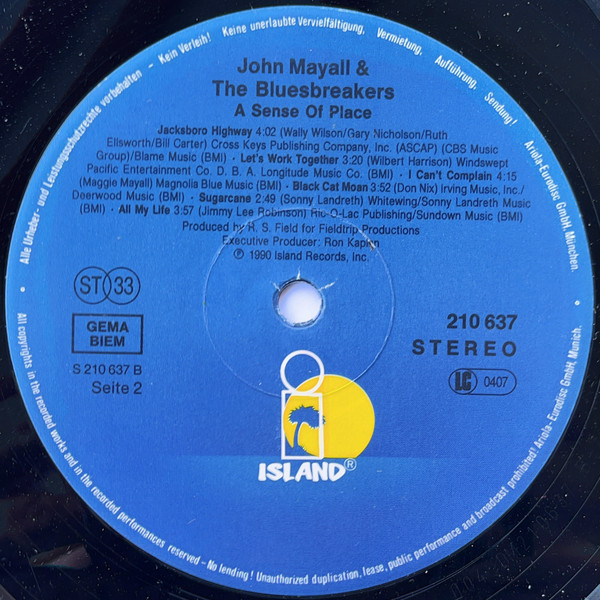 Alle Urheber- und Leistungsschutzrechte vorbehalten – Kein Verleih! Keine unerlaubte Vervielfältigung, Vermietung, Aufführung, Sendung! Ariola-Eurodisc GmbH, München.
John Mayall &
The Bluesbreakers
A Sense Of Place
Jacksboro Highway 4:02 (Wally Wilson/Gary Nicholson/Ruth
Ellsworth/Bill Carter) Cross Keys Publishing Company, Inc. (ASCAP) (CBS Music
Group)/Blame Music (BMI) · Let's Work Together 3:20 (Wilbert Harrison) Windswept
Pacific Entertainment Co. D. B. A. Longitude Music Co. (BMI) · I Can't Complain 4:15
(Maggie Mayall) Magnolia Blue Music (BMI) · Black Cat Moan 3:52 (Don Nix) Irving Music, Inc./
Deerwood Music (BMI) · Sugarcane 2:49 (Sonny Landreth) Whitewing/Sonny Landreth Music
(BMI) · All My Life 3:57 (Jimmy Lee Robinson) Ric-O-Lac Publishing/Sundown Music (BMI)
Produced by R. S. Field for Fieldtrip Productions
Executive Producer: Ron Kaplan
℗ 1990 Island Records, Inc.
ST 33
GEMA
BIEM
S 210 637 B
Seite 2
210 637
STEREO
LC 0407
ISLAND®
All copyrights in the recorded works and in the recorded performances reserved – No lending! Unauthorized duplication, lease, public performance and broadcast prohibited! Ariola-Eurodisc GmbH, Munich.